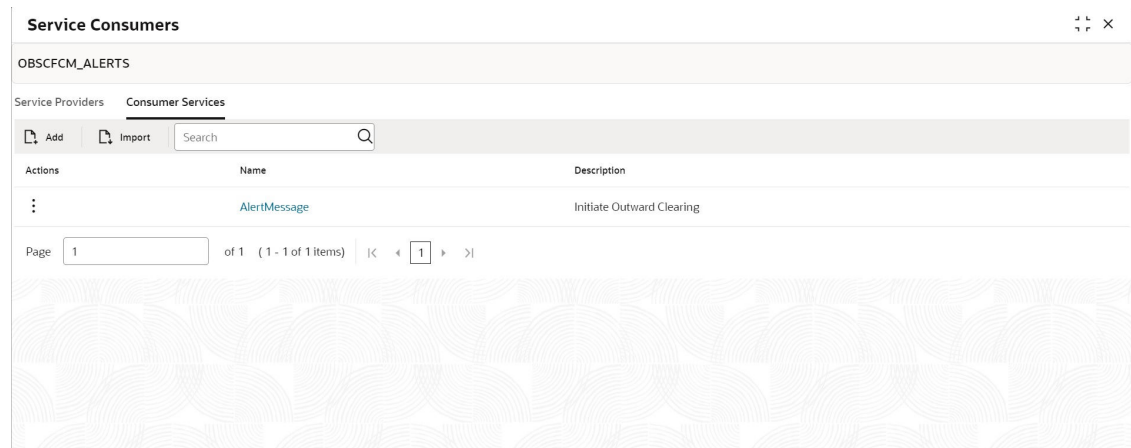 Service Consumers
OBSCFCM_ALERTS
Service Providers Consumer Services
Add Import Search
Actions Name Description
AlertMessage Initiate Outward Clearing
Page 1 of 1 ( 1 - 1 of 1 items) 1